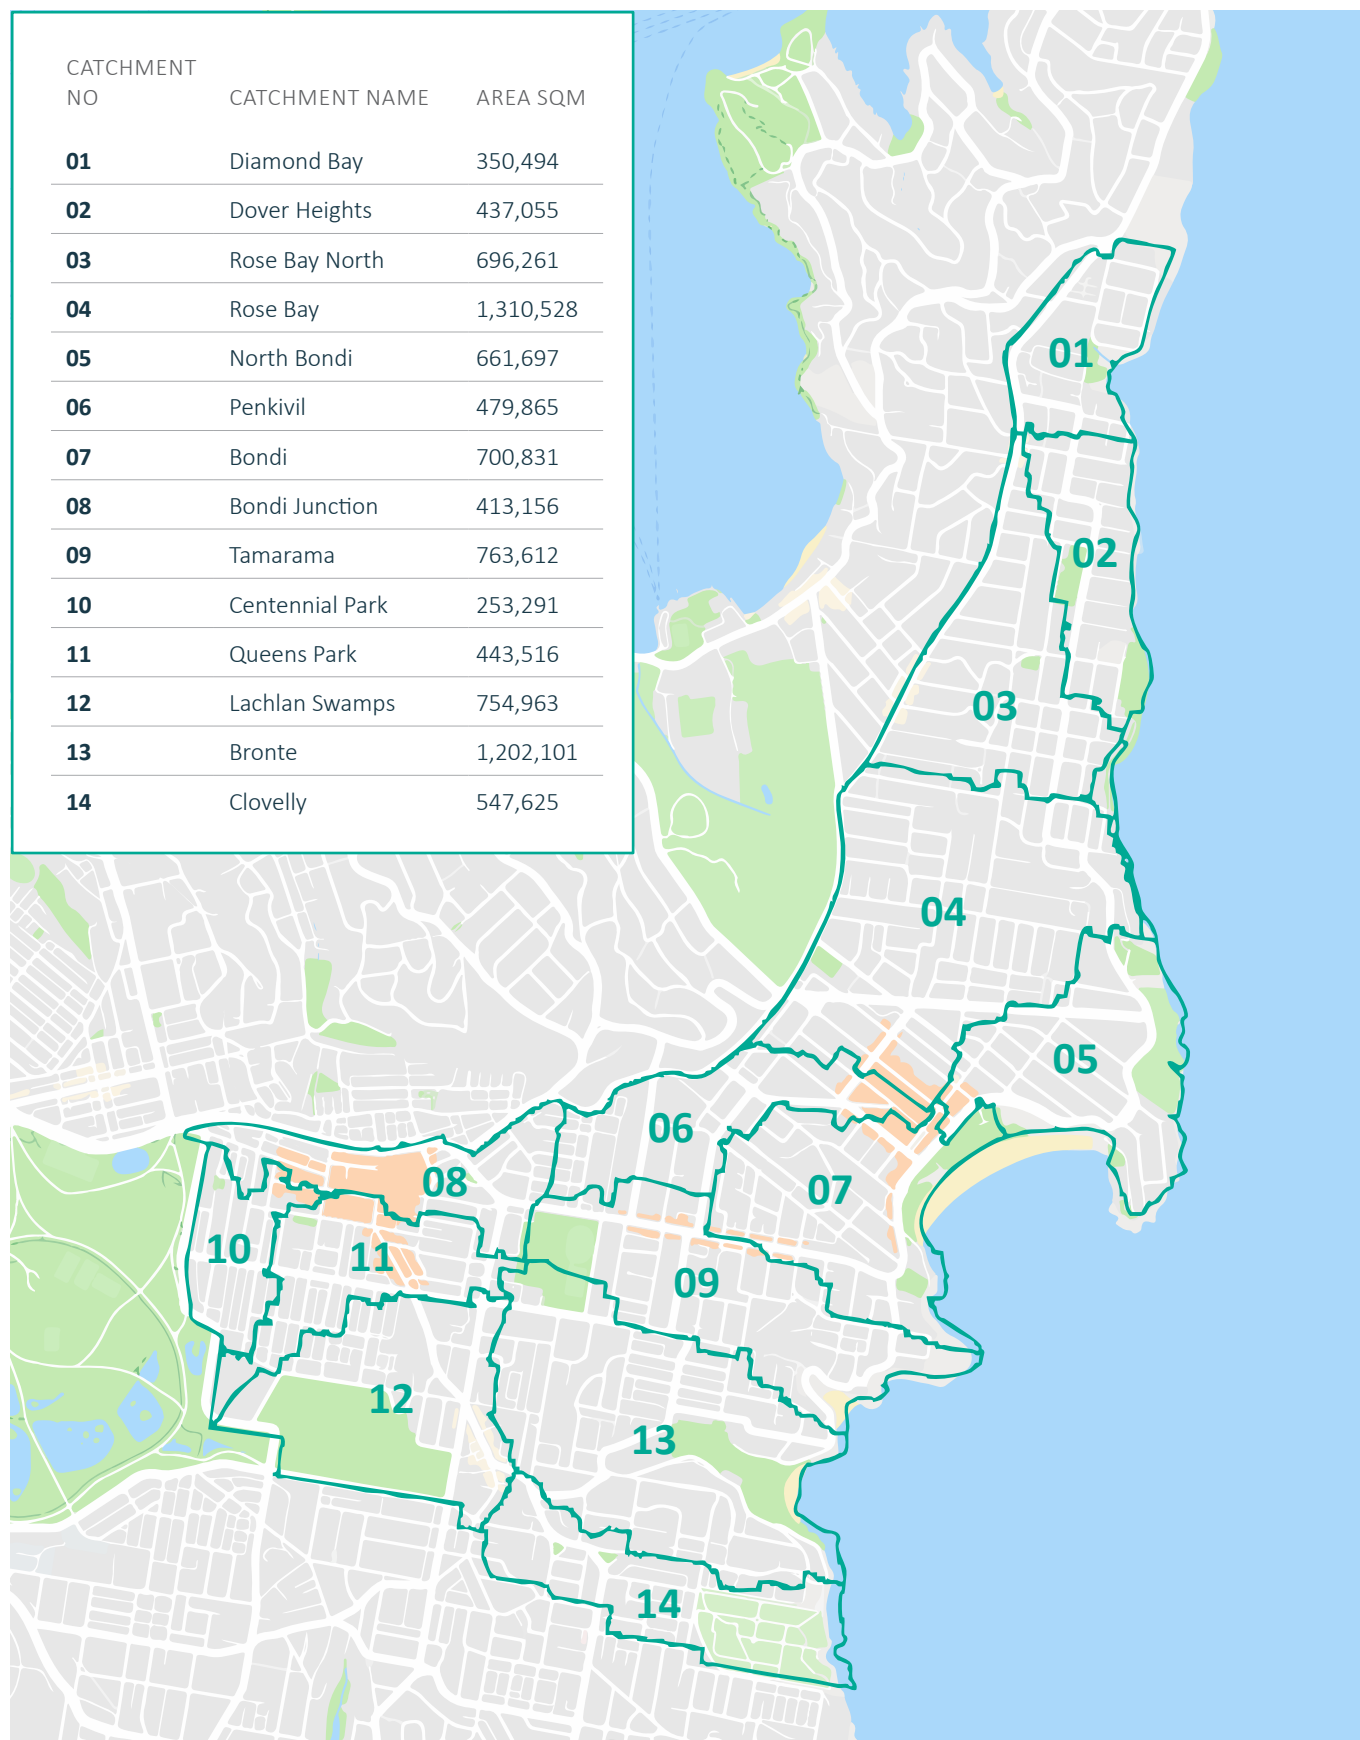 CATCHMENT
NO CATCHMENT NAME AREA SQM
01 Diamond Bay 350,494
02 Dover Heights 437,055
03 Rose Bay North 696,261
04 Rose Bay 1,310,528
05 North Bondi 661,697
06 Penkivil 479,865
07 Bondi 700,831
08 Bondi Junction 413,156
09 Tamarama 763,612
10 Centennial Park 253,291
11 Queens Park 443,516
12 Lachlan Swamps 754,963
13 Bronte 1,202,101
14 Clovelly 547,625
01
02
03
04
05
06
07
08
09
10
11
12
13
14